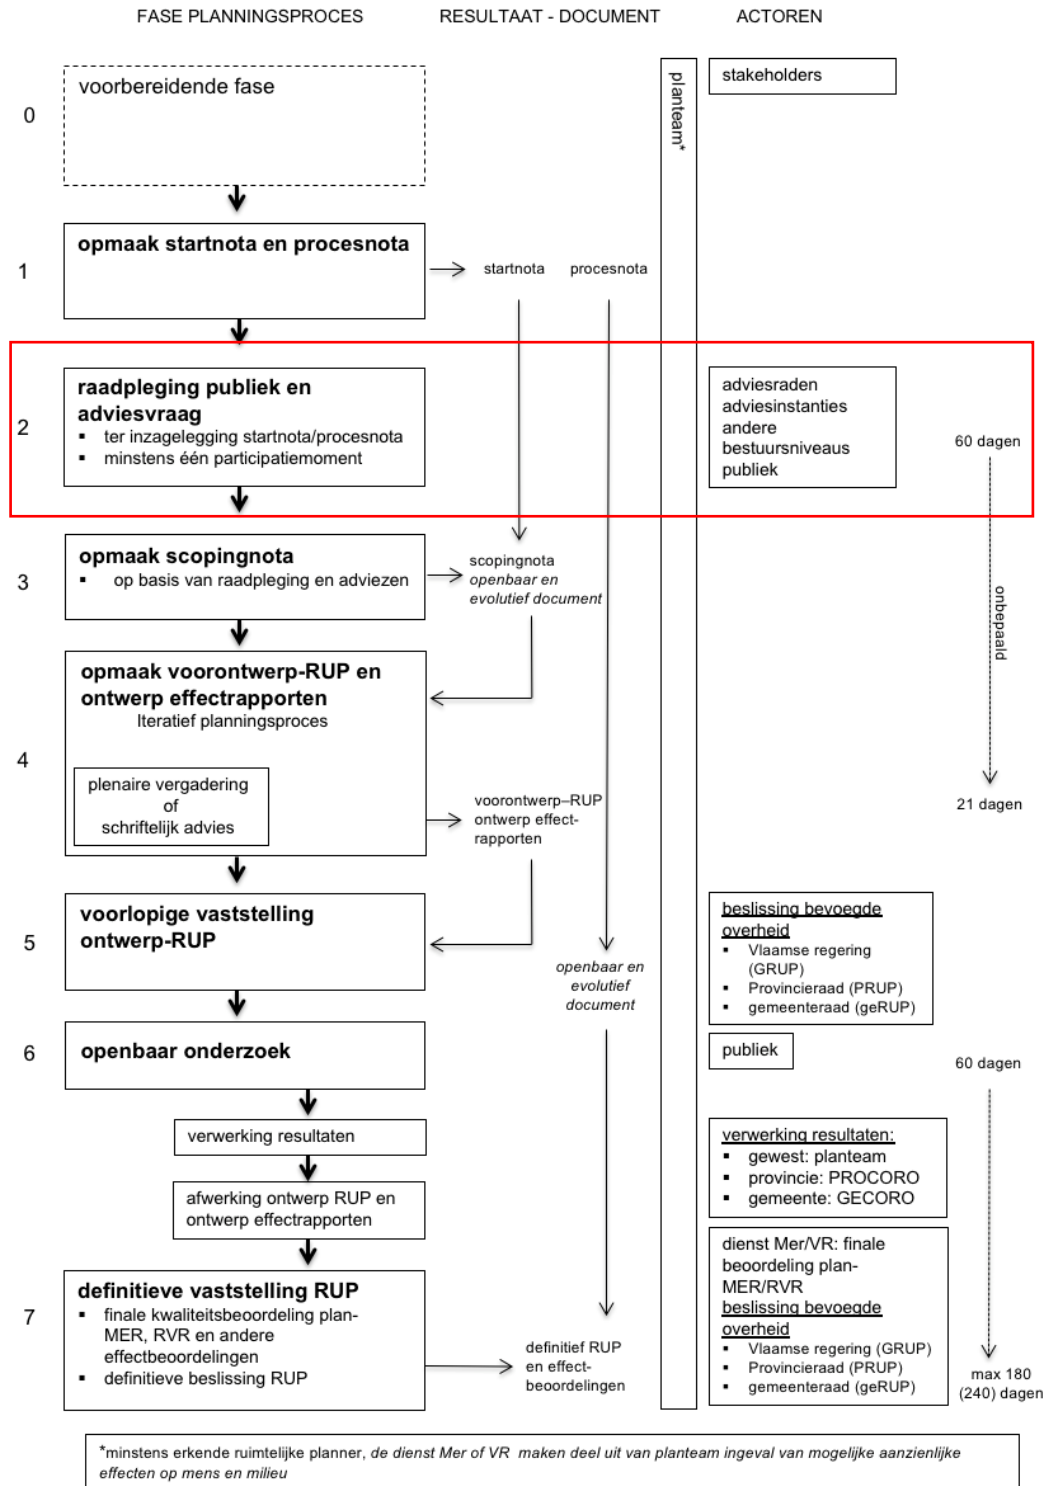 FASE PLANNINGSPROCES
RESULTAAT - DOCUMENT
ACTOREN
0
voorbereidende fase
planteam*
stakeholders
1
opmaak startnota en procesnota
startnota
procesnota
2
raadpleging publiek en
adviesvraag
▪ ter inzagelegging startnota/procesnota
▪ minstens één participatiemoment
adviesraden
adviesinstanties
andere
bestuursniveaus
publiek
60 dagen
3
opmaak scopingnota
▪ op basis van raadpleging en adviezen
scopingnota
openbaar en
evolutief document
onbepaald
4
opmaak voorontwerp-RUP en
ontwerp effectrapporten
Iteratief planningsproces
plenaire vergadering
of
schriftelijk advies
voorontwerp–RUP
ontwerp effect-
rapporten
21 dagen
5
voorlopige vaststelling
ontwerp-RUP
openbaar en
evolutief
document
beslissing bevoegde
overheid
▪ Vlaamse regering
(GRUP)
▪ Provincieraad (PRUP)
▪ gemeenteraad (geRUP)
6
openbaar onderzoek
publiek
60 dagen
verwerking resultaten
verwerking resultaten:
▪ gewest: planteam
▪ provincie: PROCORO
▪ gemeente: GECORO
afwerking ontwerp RUP en
ontwerp effectrapporten
7
definitieve vaststelling RUP
▪ finale kwaliteitsbeoordeling plan-
MER, RVR en andere
effectbeoordelingen
▪ definitieve beslissing RUP
definitief RUP
en effect-
beoordelingen
dienst Mer/VR: finale
beoordeling plan-
MER/RVR
beslissing bevoegde
overheid
▪ Vlaamse regering (GRUP)
▪ Provincieraad (PRUP)
▪ gemeenteraad (geRUP)
max 180
(240) dagen
*minstens erkende ruimtelijke planner, de dienst Mer of VR maken deel uit van planteam ingeval van mogelijke aanzienlijke
effecten op mens en milieu